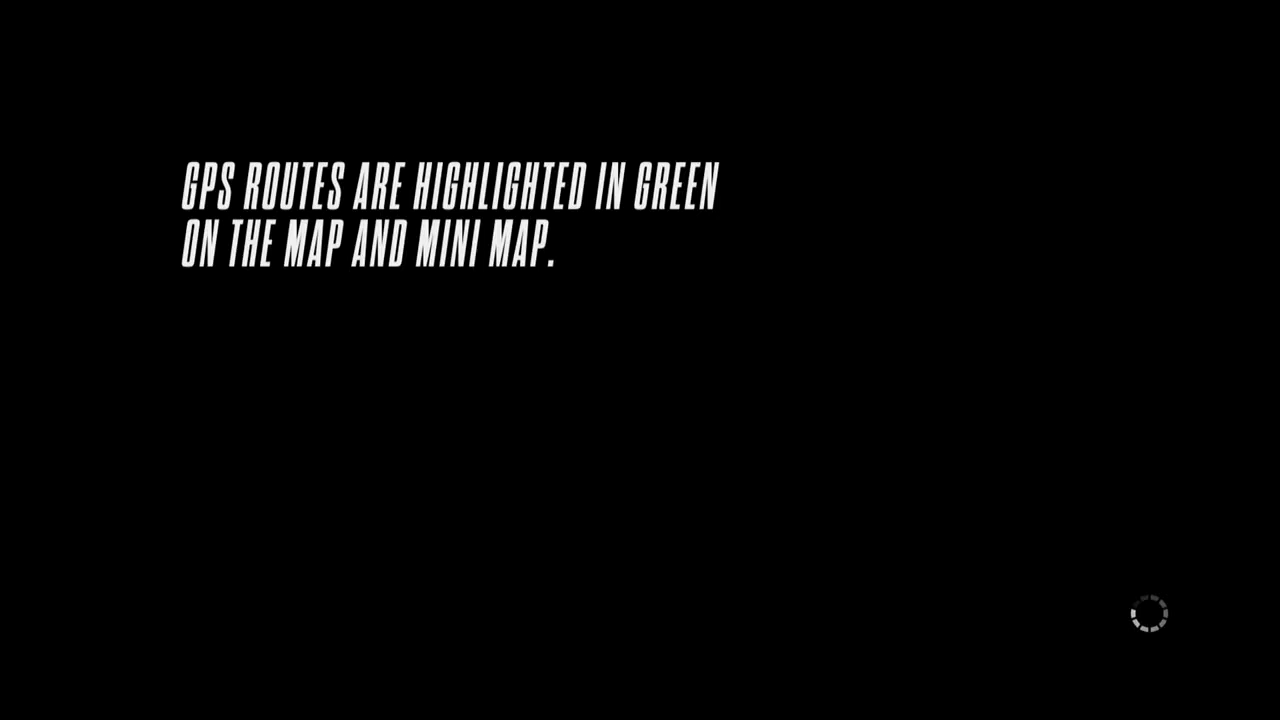 GPS ROUTES ARE HIGHLIGHTED IN GREEN
ON THE MAP AND MINI MAP.